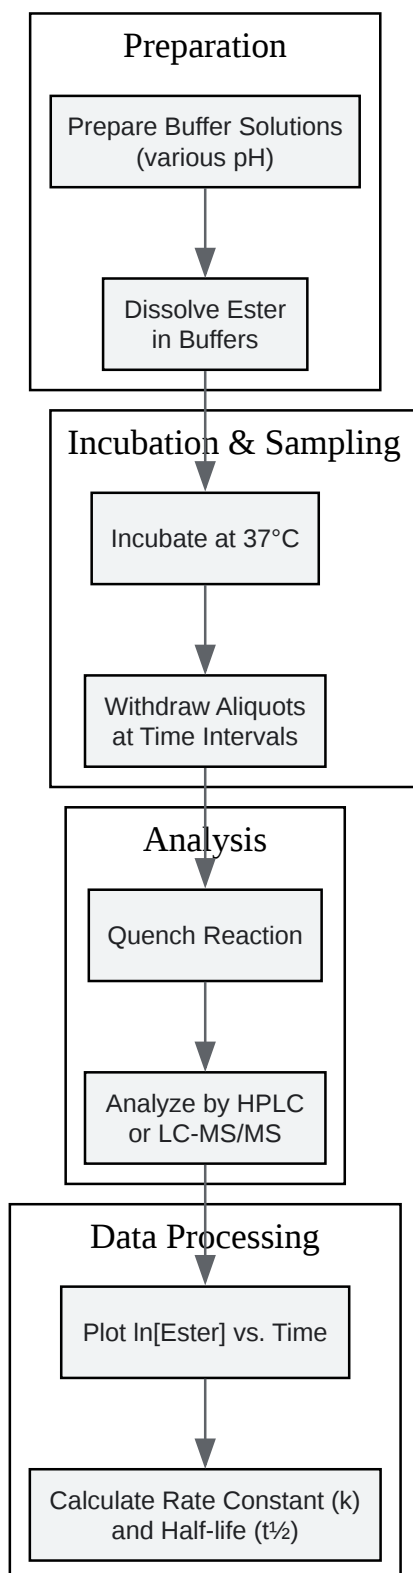 Preparation
Prepare Buffer Solutions
(various pH)
Dissolve Ester
in Buffers
Incubation & Sampling
Incubate at 37°C
Withdraw Aliquots
at Time Intervals
Analysis
Quench Reaction
Analyze by HPLC
or LC-MS/MS
Data Processing
Plot ln[Ester] vs. Time
Calculate Rate Constant (k)
and Half-life (t½)